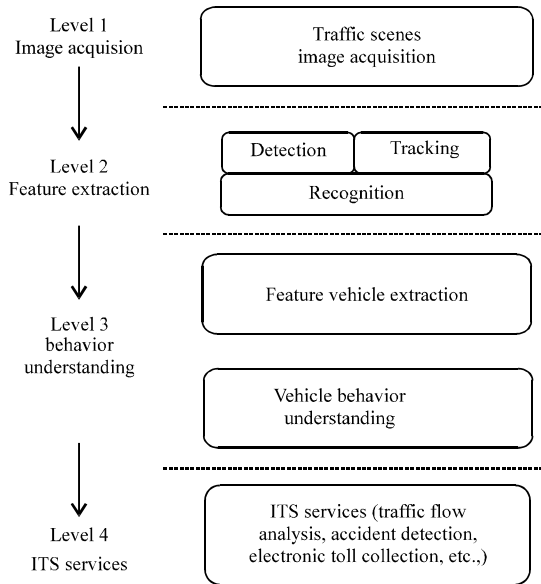 Level 1
Image acquision
Traffic scenes
image acquisition
Level 2
Feature extraction
Detection
Tracking
Recognition
Level 3
behavior
understanding
Feature vehicle extraction
Vehicle behavior
understanding
Level 4
ITS services
ITS services (traffic flow
analysis, accident detection,
electronic toll collection, etc.,)